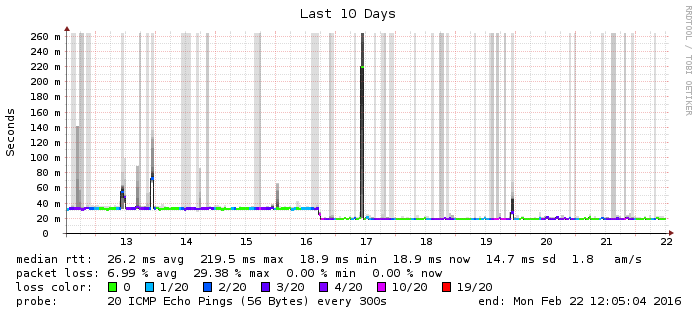 Last 10 Days
RRDTOOL / TOBI OETIKER
Seconds
260 m
240 m
220 m
200 m
180 m
160 m
140 m
120 m
100 m
80 m
60 m
40 m
20 m
0
13 14 15 16 17 18 19 20 21 22
median rtt: 26.2 ms avg 219.5 ms max 18.9 ms min 18.9 ms now 14.7 ms sd 1.8 am/s
packet loss: 6.99 % avg 29.38 % max 0.00 % min 0.00 % now
loss color: 0 1/20 2/20 3/20 4/20 10/20 19/20
probe: 20 ICMP Echo Pings (56 Bytes) every 300s end: Mon Feb 22 12:05:04 2016